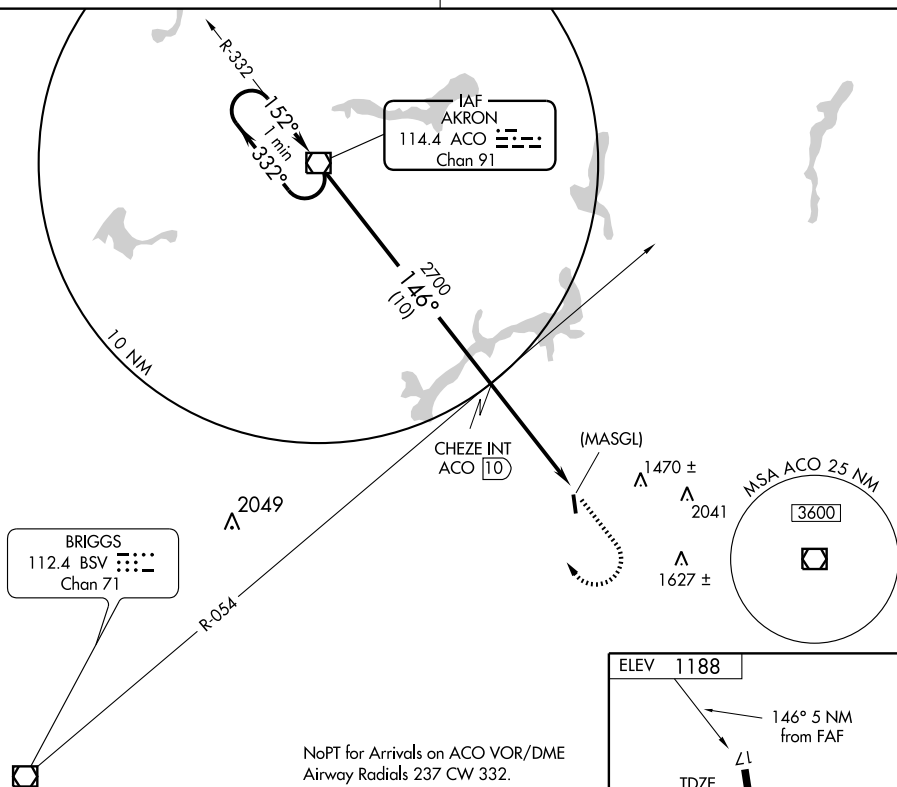 R-332
152°
1 min
332°
IAF
AKRON
114.4 ACO
Chan 91
2700
146°
(10)
10 NM
CHEZE INT
ACO 10
(MASGL)
1470 ±
2041
1627 ±
MSA ACO 25 NM
3600
2049
BRIGGS
112.4 BSV
Chan 71
R-054
NoPT for Arrivals on ACO VOR/DME
Airway Radials 237 CW 332.
ELEV 1188
146° 5 NM
from FAF
17
TDZE